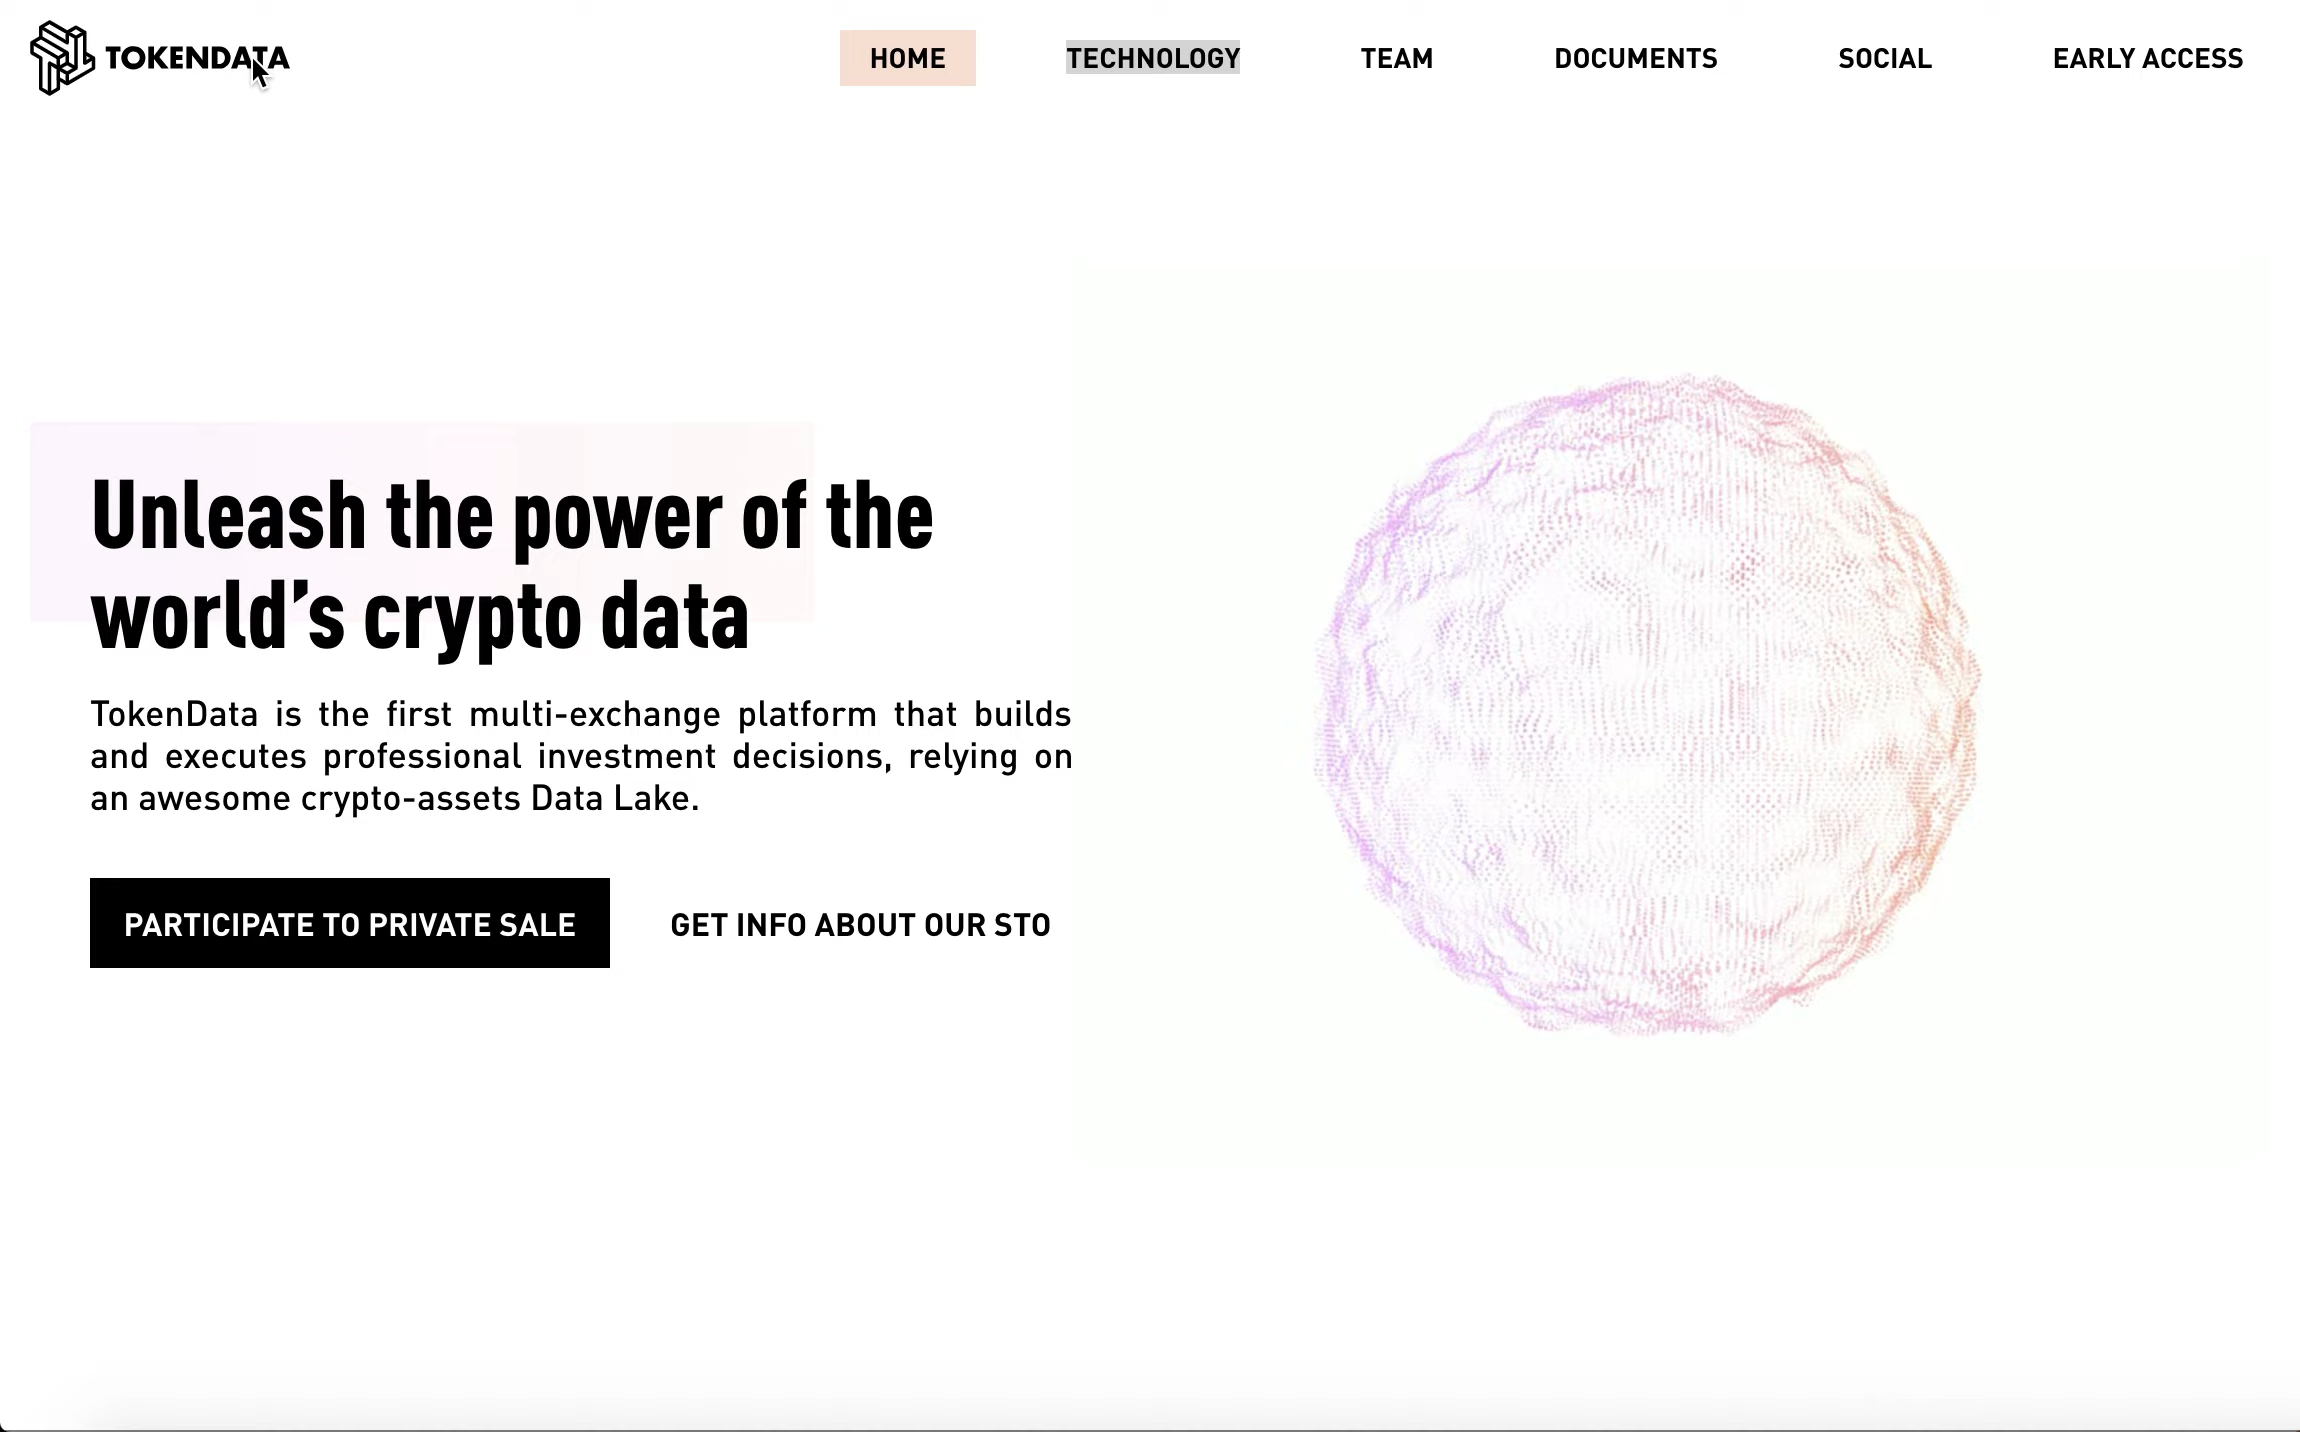 TOKENDATA
HOME
TECHNOLOGY
TEAM
DOCUMENTS
SOCIAL
EARLY ACCESS
Unleash the power of the
world’s crypto data
TokenData is the first multi-exchange platform that builds
and executes professional investment decisions, relying on
an awesome crypto-assets Data Lake.
PARTICIPATE TO PRIVATE SALE
GET INFO ABOUT OUR STO